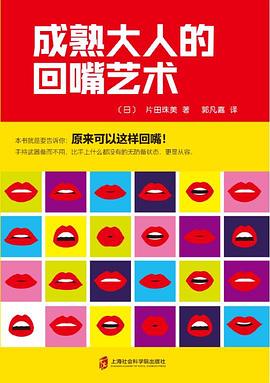 成熟大人的
回嘴艺术
（日） 片田珠美 著 郭凡嘉 译
本书就是要告诉你：原来可以这样回嘴！
手持武器备而不用，比手上什么都没有的无防备状态，更显从容。
上海社会科学院出版社